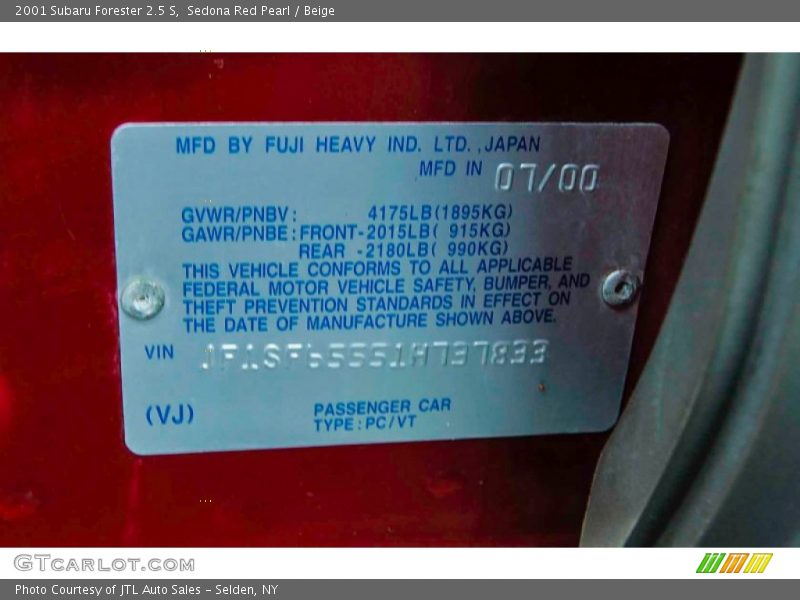 2001 Subaru Forester 2.5 S, Sedona Red Pearl / Beige
MFD BY FUJI HEAVY IND. LTD. ,JAPAN
MFD IN 07/00
GVWR/PNBV: 4175LB(1895KG)
GAWR/PNBE: FRONT-2015LB( 915KG)
REAR -2180LB( 990KG)
THIS VEHICLE CONFORMS TO ALL APPLICABLE
FEDERAL MOTOR VEHICLE SAFETY, BUMPER, AND
THEFT PREVENTION STANDARDS IN EFFECT ON
THE DATE OF MANUFACTURE SHOWN ABOVE.
VIN JF1SF65551H737833
(VJ) PASSENGER CAR
TYPE:PC/VT
GTCARLOT.COM
Photo Courtesy of JTL Auto Sales - Selden, NY